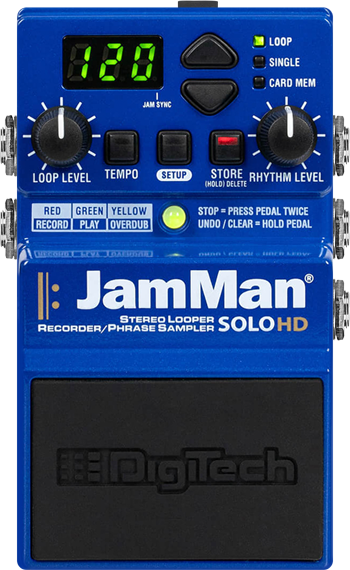 120
LOOP
SINGLE
CARD MEM
JAM SYNC
LOOP LEVEL
TEMPO
SETUP
STORE
(HOLD) DELETE
RHYTHM LEVEL
RED GREEN YELLOW
RECORD PLAY OVERDUB
STOP = PRESS PEDAL TWICE
UNDO / CLEAR = HOLD PEDAL
JamMan®
STEREO LOOPER
RECORDER/PHRASE SAMPLER SOLO HD
DigiTech